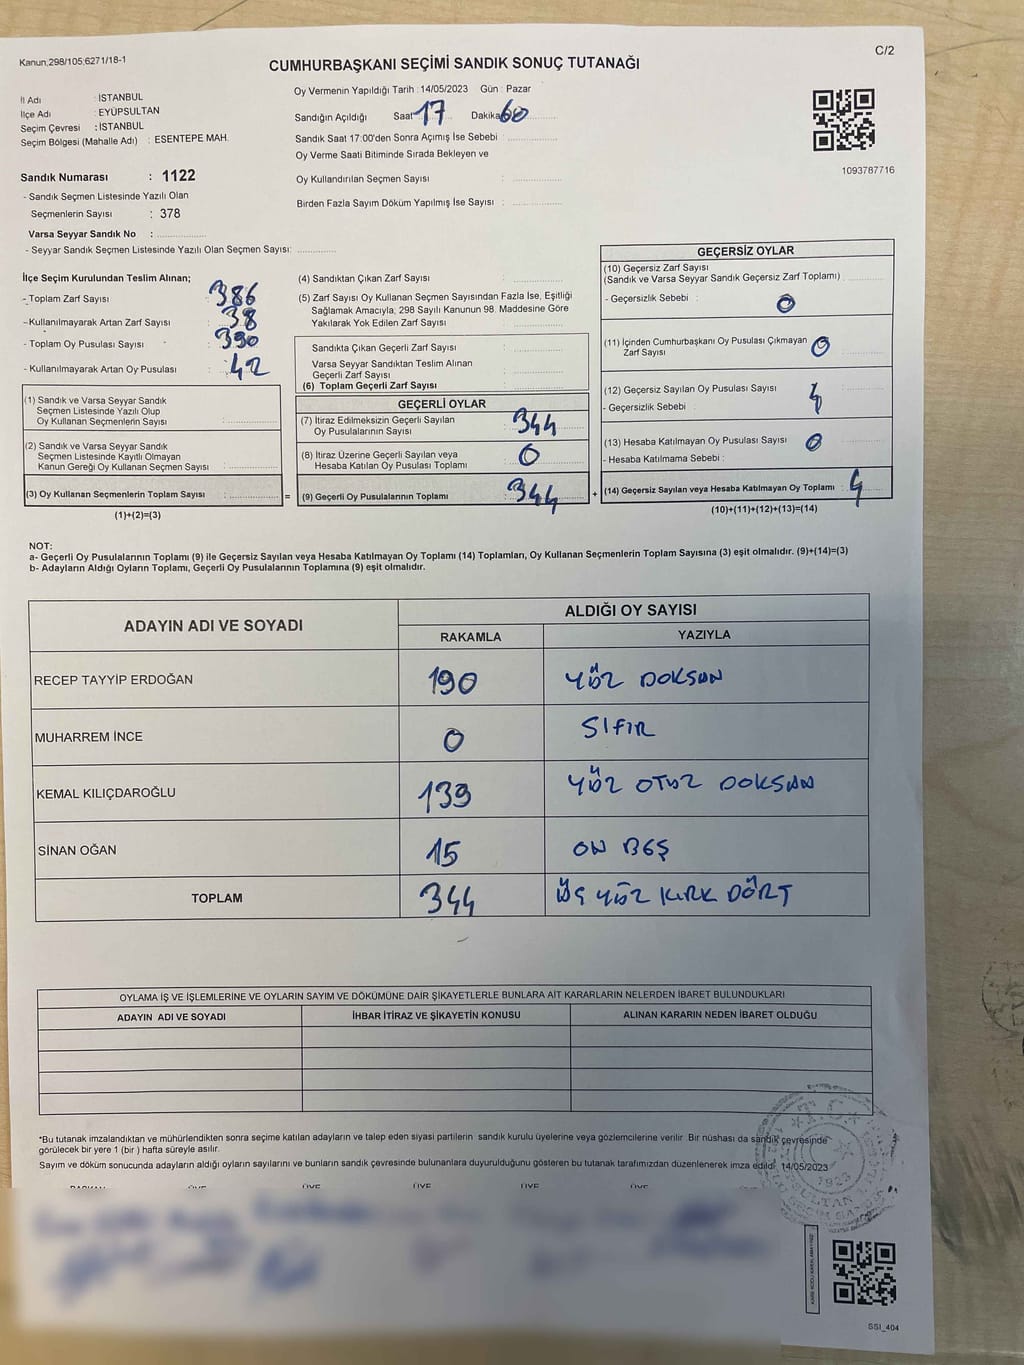 Kanun;298/105;6271/18-1
C/2
CUMHURBAŞKANI SEÇİMİ SANDIK SONUÇ TUTANAĞI
İl Adı : İSTANBUL
İlçe Adı : EYÜPSULTAN
Seçim Çevresi : İSTANBUL
Seçim Bölgesi (Mahalle Adı) : ESENTEPE MAH.
Oy Vermenin Yapıldığı Tarih : 14/05/2023 Gün : Pazar
Sandığın Açıldığı Saat 17 Dakika 60
Sandık Saat 17:00'den Sonra Açımış İse Sebebi :
Oy Verme Saati Bitiminde Sırada Bekleyen ve
Oy Kullandırılan Seçmen Sayısı :
Birden Fazla Sayım Döküm Yapılmış İse Sayısı :
1093787716
Sandık Numarası : 1122
- Sandık Seçmen Listesinde Yazılı Olan
Seçmenlerin Sayısı : 378
Varsa Seyyar Sandık No :
- Seyyar Sandık Seçmen Listesinde Yazılı Olan Seçmen Sayısı:
İlçe Seçim Kurulundan Teslim Alınan;
- Toplam Zarf Sayısı : 386
- Kullanılmayarak Artan Zarf Sayısı : 38
- Toplam Oy Pusulası Sayısı : 390
- Kullanılmayarak Artan Oy Pusulası : 42
(1) Sandık ve Varsa Seyyar Sandık
Seçmen Listesinde Yazılı Olup
Oy Kullanan Seçmenlerin Sayısı :
(2) Sandık ve Varsa Seyyar Sandık
Seçmen Listesinde Kayıtlı Olmayan
Kanun Gereği Oy Kullanan Seçmen Sayısı :
(3) Oy Kullanan Seçmenlerin Toplam Sayısı : =
(1)+(2)=(3)
(4) Sandıktan Çıkan Zarf Sayısı :
(5) Zarf Sayısı Oy Kullanan Seçmen Sayısından Fazla İse, Eşitliği
Sağlamak Amacıyla, 298 Sayılı Kanunun 98. Maddesine Göre
Yakılarak Yok Edilen Zarf Sayısı :
Sandıkta Çıkan Geçerli Zarf Sayısı :
Varsa Seyyar Sandıktan Teslim Alınan
Geçerli Zarf Sayısı :
(6) Toplam Geçerli Zarf Sayısı :
GEÇERLİ OYLAR
(7) İtiraz Edilmeksizin Geçerli Sayılan
Oy Pusulalarının Sayısı : 344
(8) İtiraz Üzerine Geçerli Sayılan veya
Hesaba Katılan Oy Pusulası Toplamı : 0
(9) Geçerli Oy Pusulalarının Toplamı : 344 +
GEÇERSİZ OYLAR
(10) Geçersiz Zarf Sayısı
(Sandık ve Varsa Seyyar Sandık Geçersiz Zarf Toplamı) :
- Geçersizlik Sebebi : 0
(11) İçinden Cumhurbaşkanı Oy Pusulası Çıkmayan
Zarf Sayısı : 0
(12) Geçersiz Sayılan Oy Pusulası Sayısı : 4
- Geçersizlik Sebebi :
(13) Hesaba Katılmayan Oy Pusulası Sayısı : 0
- Hesaba Katılmama Sebebi :
(14) Geçersiz Sayılan veya Hesaba Katılmayan Oy Toplamı : 4
(10)+(11)+(12)+(13)=(14)
NOT:
a- Geçerli Oy Pusulalarının Toplamı (9) ile Geçersiz Sayılan veya Hesaba Katılmayan Oy Toplamı (14) Toplamları, Oy Kullanan Seçmenlerin Toplam Sayısına (3) eşit olmalıdır. (9)+(14)=(3)
b- Adayların Aldığı Oyların Toplamı, Geçerli Oy Pusulalarının Toplamına (9) eşit olmalıdır.
ADAYIN ADI VE SOYADI
ALDIĞI OY SAYISI
RAKAMLA YAZIYLA
RECEP TAYYİP ERDOĞAN 190 YÜZ DOKSAN
MUHARREM İNCE 0 SIFIR
KEMAL KILIÇDAROĞLU 139 YÜZ OTUZ DOKSAN
SİNAN OĞAN 15 ON BEŞ
TOPLAM 344 ÜÇ YÜZ KIRK DÖRT
OYLAMA İŞ VE İŞLEMLERİNE VE OYLARIN SAYIM VE DÖKÜMÜNE DAİR ŞİKAYETLERLE BUNLARA AİT KARARLARIN NELERDEN İBARET BULUNDUKLARI
ADAYIN ADI VE SOYADI İHBAR İTİRAZ VE ŞİKAYETİN KONUSU ALINAN KARARIN NEDEN İBARET OLDUĞU
*Bu tutanak imzalandıktan ve mühürlendikten sonra seçime katılan adayların ve talep eden siyasi partilerin sandık kurulu üyelerine veya gözlemcilerine verilir. Bir nüshası da sandık çevresinde
görülecek bir yere 1 (bir ) hafta süreyle asılır.
Sayım ve döküm sonucunda adayların aldığı oyların sayılarını ve bunların sandık çevresinde bulunanlara duyurulduğunu gösteren bu tutanak tarafımızdan düzenlenerek imza edildi. 14/05/2023
BAŞKAN ÜYE ÜYE ÜYE ÜYE ÜYE
T.C.
1923
SSI_404